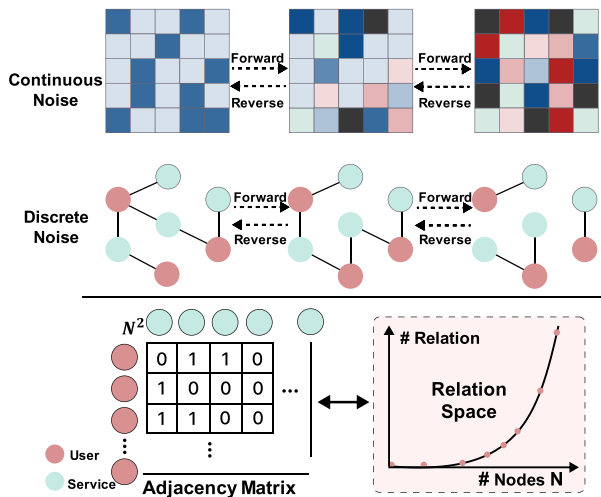 Continuous
Noise
Forward
Reverse
Forward
Reverse
Discrete
Noise
Forward
Reverse
Forward
Reverse
N²
0 1 1 0
1 0 0 0
1 1 0 0
...
User
Service
Adjacency Matrix
# Relation
Relation
Space
# Nodes N